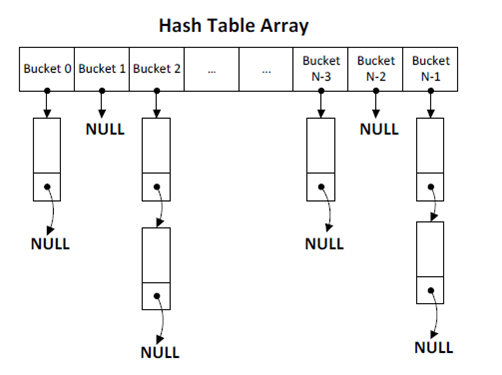 Hash Table Array
Bucket 0 Bucket 1 Bucket 2 ... ... Bucket N-3 Bucket N-2 Bucket N-1
NULL NULL
NULL NULL
NULL NULL